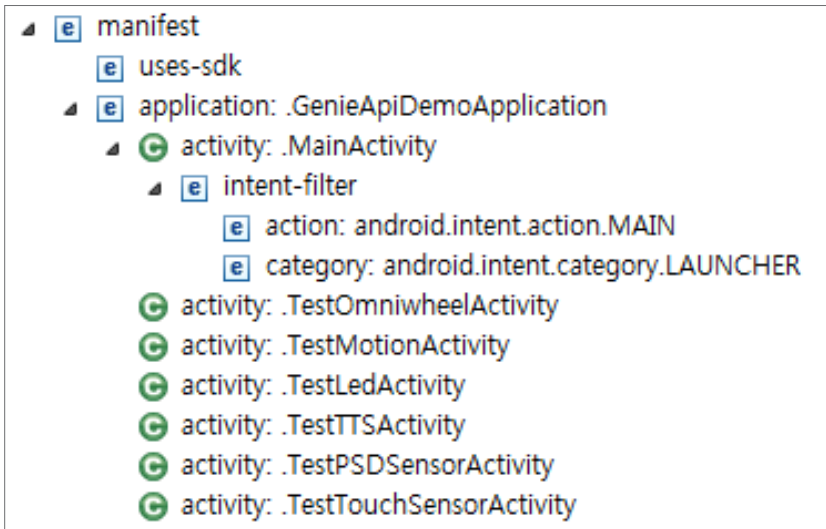 manifest
uses-sdk
application: .GenieApiDemoApplication
activity: .MainActivity
intent-filter
action: android.intent.action.MAIN
category: android.intent.category.LAUNCHER
activity: .TestOmniwheelActivity
activity: .TestMotionActivity
activity: .TestLedActivity
activity: .TestTTSActivity
activity: .TestPSDSensorActivity
activity: .TestTouchSensorActivity